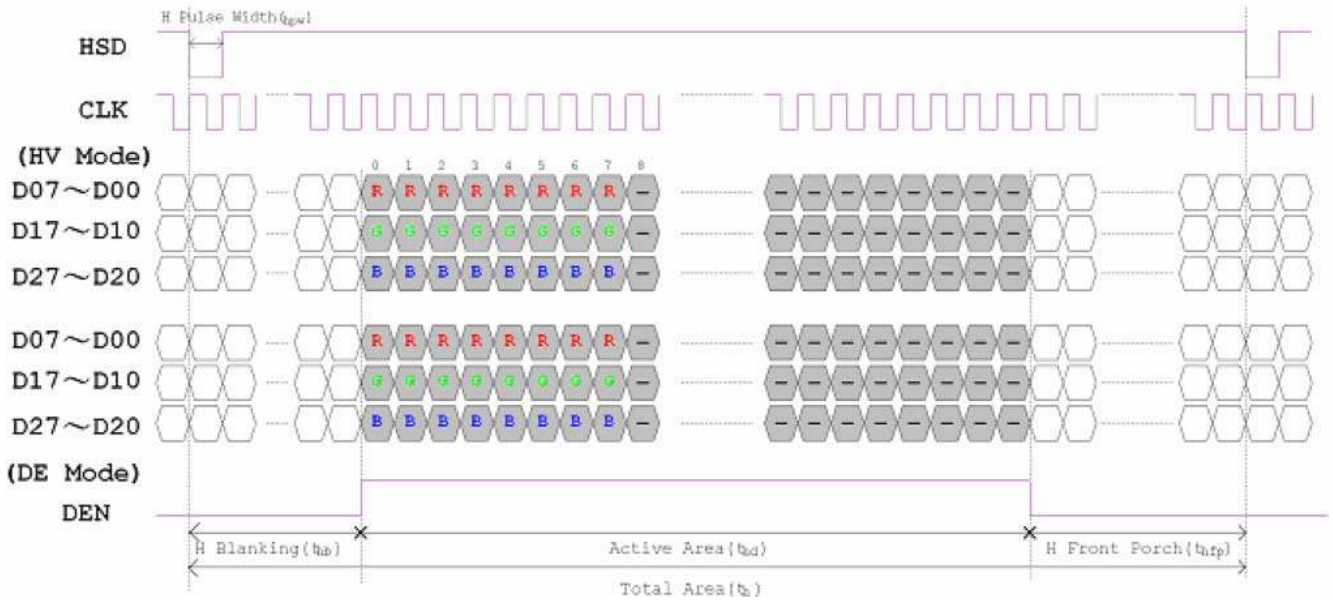 H Pulse Width(tHPW)
HSD
CLK
(HV Mode)
0 1 2 3 4 5 6 7 8
D07～D00 R R R R R R R R – – – – – – – – –
D17～D10 G G G G G G G G – – – – – – – – –
D27～D20 B B B B B B B B – – – – – – – – –
D07～D00 R R R R R R R R – – – – – – – – –
D17～D10 G G G G G G G G – – – – – – – – –
D27～D20 B B B B B B B B – – – – – – – – –
(DE Mode)
DEN
H Blanking(thb) Active Area(thd) H Front Porch(thfp)
Total Area(th)